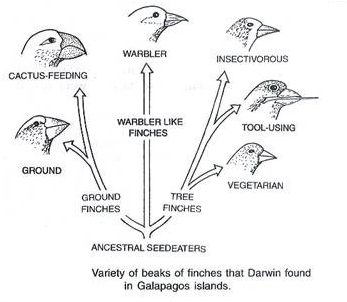 WARBLER
CACTUS-FEEDING
INSECTIVOROUS
WARBLER LIKE
FINCHES
TOOL-USING
GROUND
VEGETARIAN
GROUND
FINCHES
TREE
FINCHES
ANCESTRAL SEEDEATERS
Variety of beaks of finches that Darwin found
in Galapagos islands.